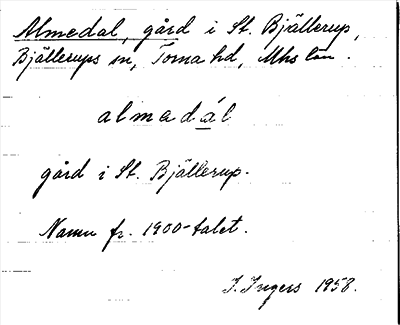 Almedal, gård i St. Bjällerup,
Bjällerups sn, Torna hd, Mhs län.
almadál
gård i St. Bjällerup.
Namn fr. 1900-talet.
I. Ingers 1958.